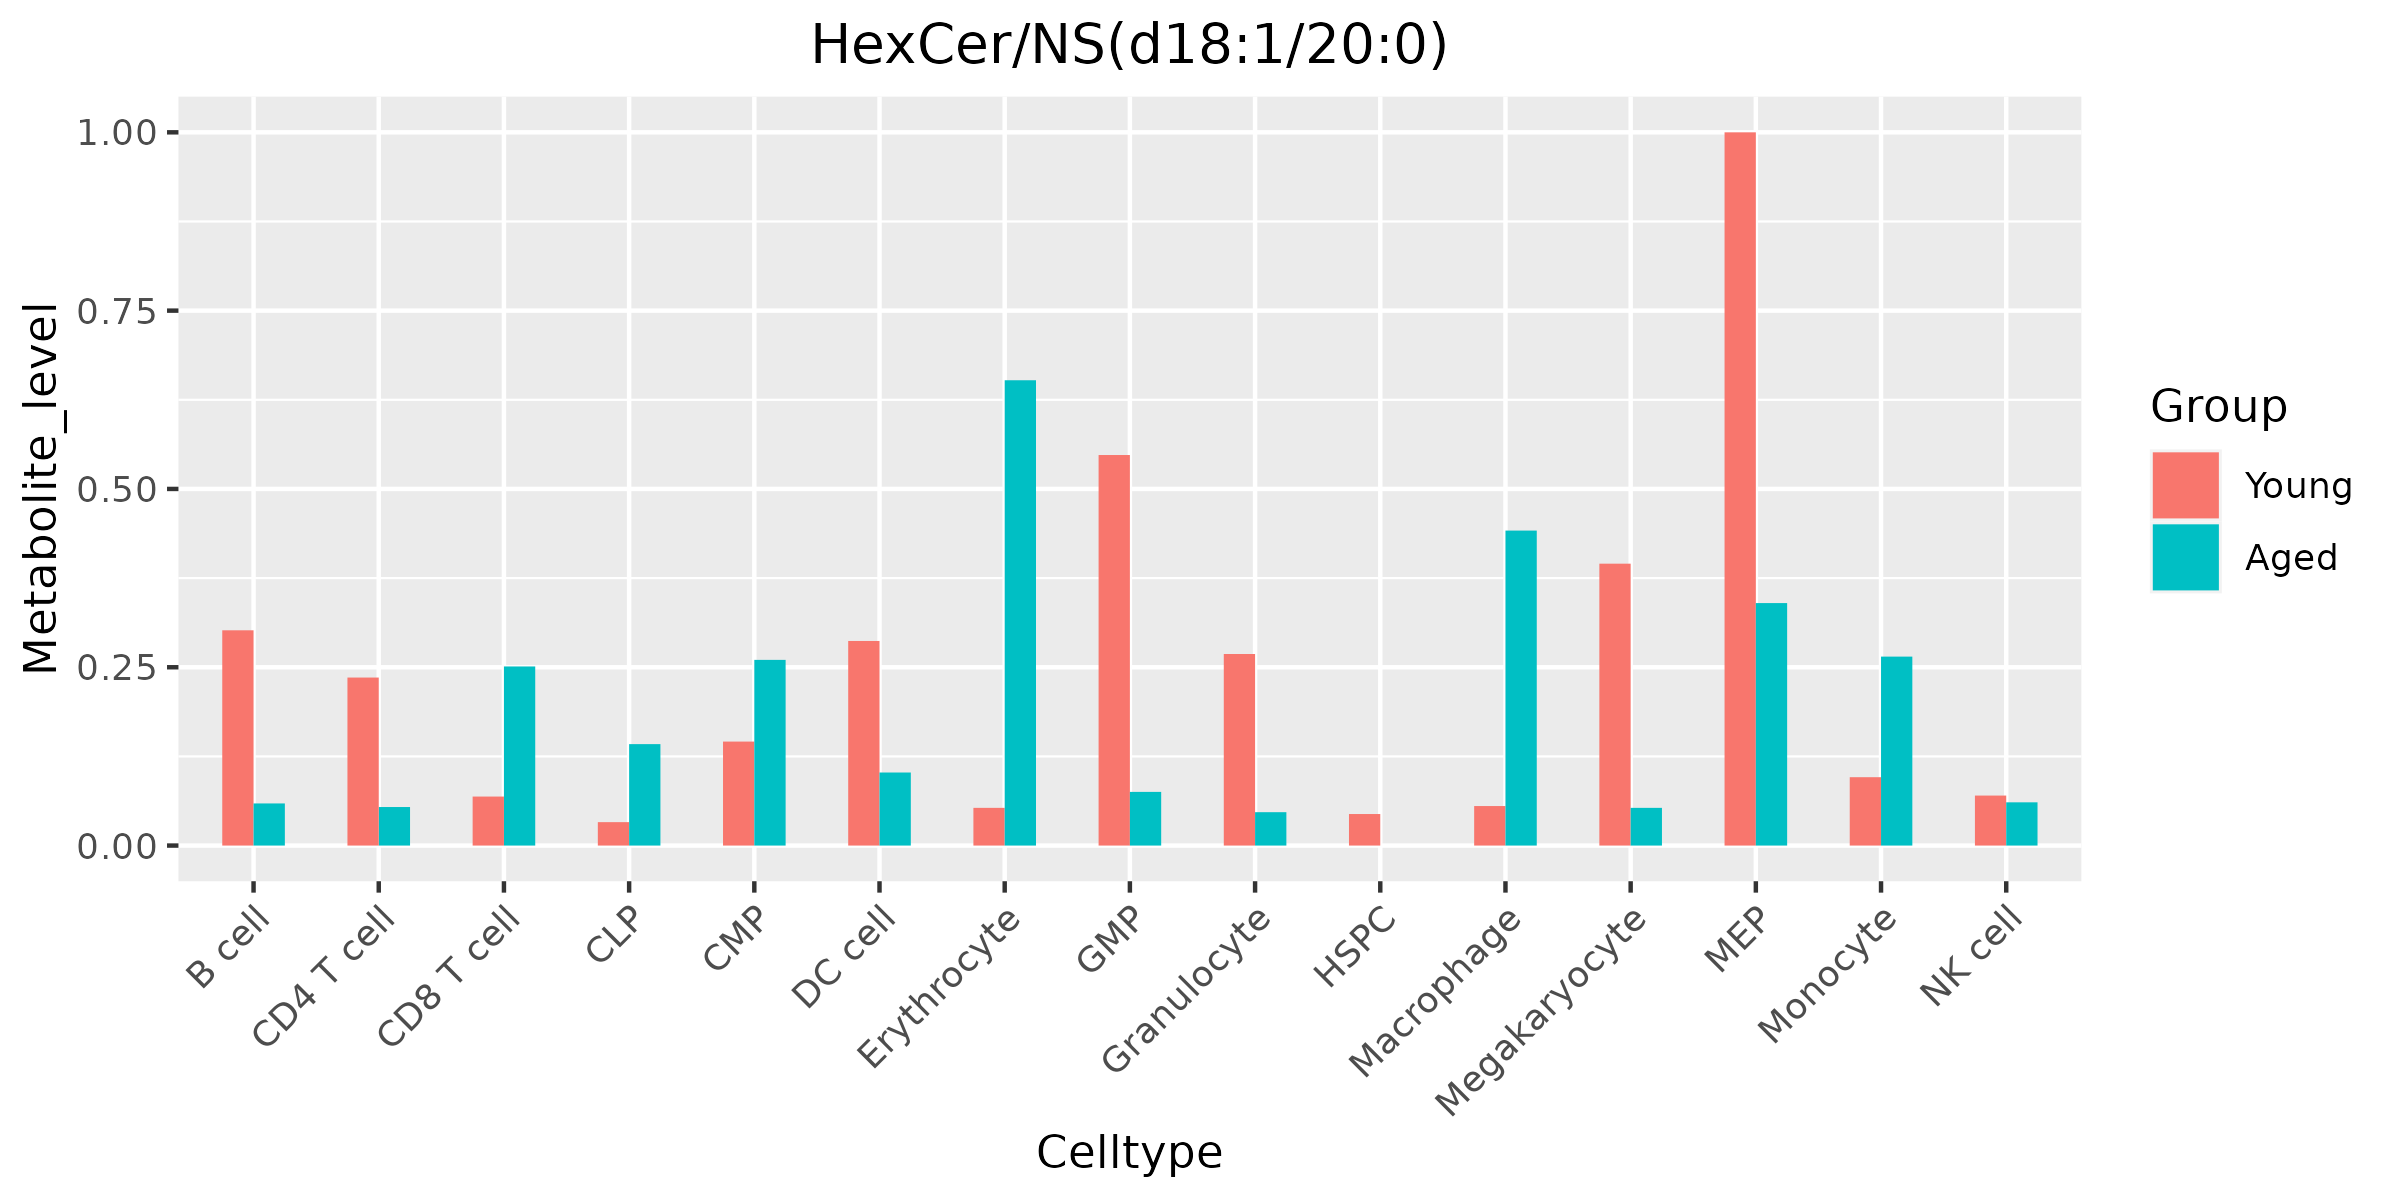 HexCer/NS(d18:1/20:0)
Metabolite_level
1.00
0.75
0.50
0.25
0.00
B cell
CD4 T cell
CD8 T cell
CLP
CMP
DC cell
Erythrocyte
GMP
Granulocyte
HSPC
Macrophage
Megakaryocyte
MEP
Monocyte
NK cell
Celltype
Group
Young
Aged